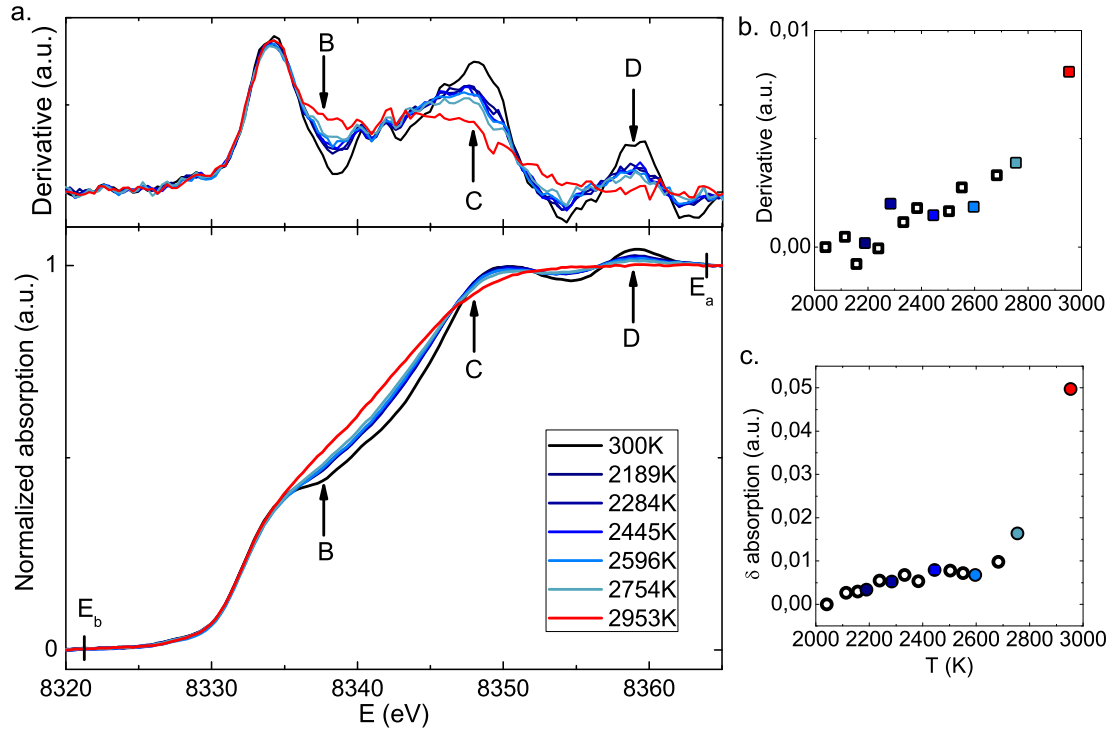 a.
Derivative (a.u.)
B
C
D
Normalized absorption (a.u.)
1
0
E_b
B
C
D
E_a
300K
2189K
2284K
2445K
2596K
2754K
2953K
8320 8330 8340 8350 8360
E (eV)
b.
Derivative (a.u.)
0,01
0,00
2000 2200 2400 2600 2800 3000
c.
δ absorption (a.u.)
0,05
0,04
0,03
0,02
0,01
0,00
2000 2200 2400 2600 2800 3000
T (K)